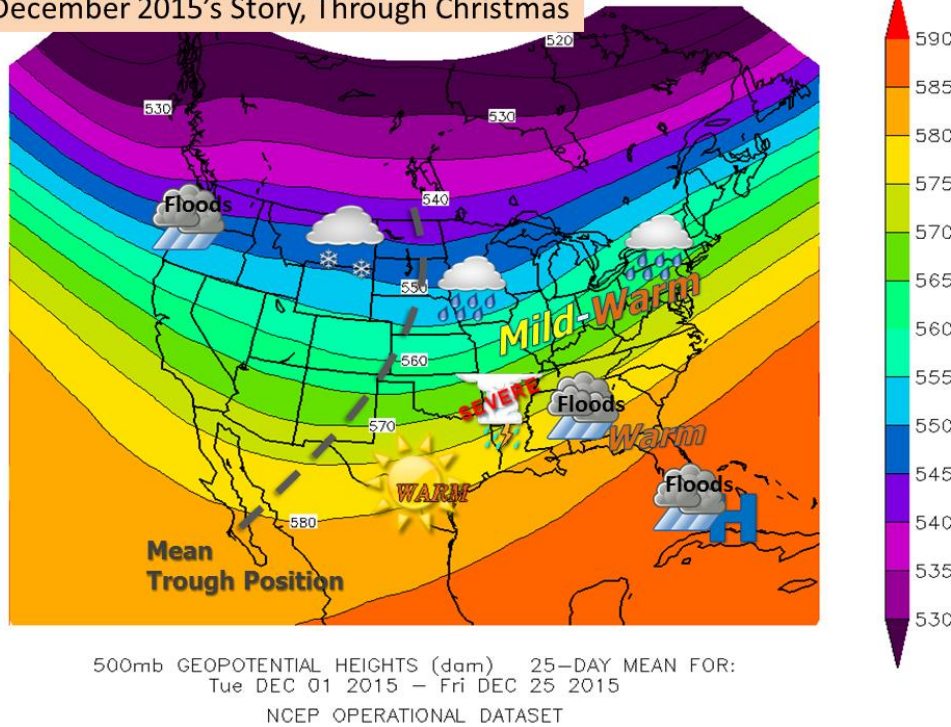 December 2015's Story, Through Christmas
520
530
530
540
Floods
550
Mild-Warm
560
SEVERE
Floods
570
Warm
WARM
Floods
H
580
Mean
Trough Position
590
585
580
575
570
565
560
555
550
545
540
535
530
500mb GEOPOTENTIAL HEIGHTS (dam) 25-DAY MEAN FOR:
Tue DEC 01 2015 – Fri DEC 25 2015
NCEP OPERATIONAL DATASET